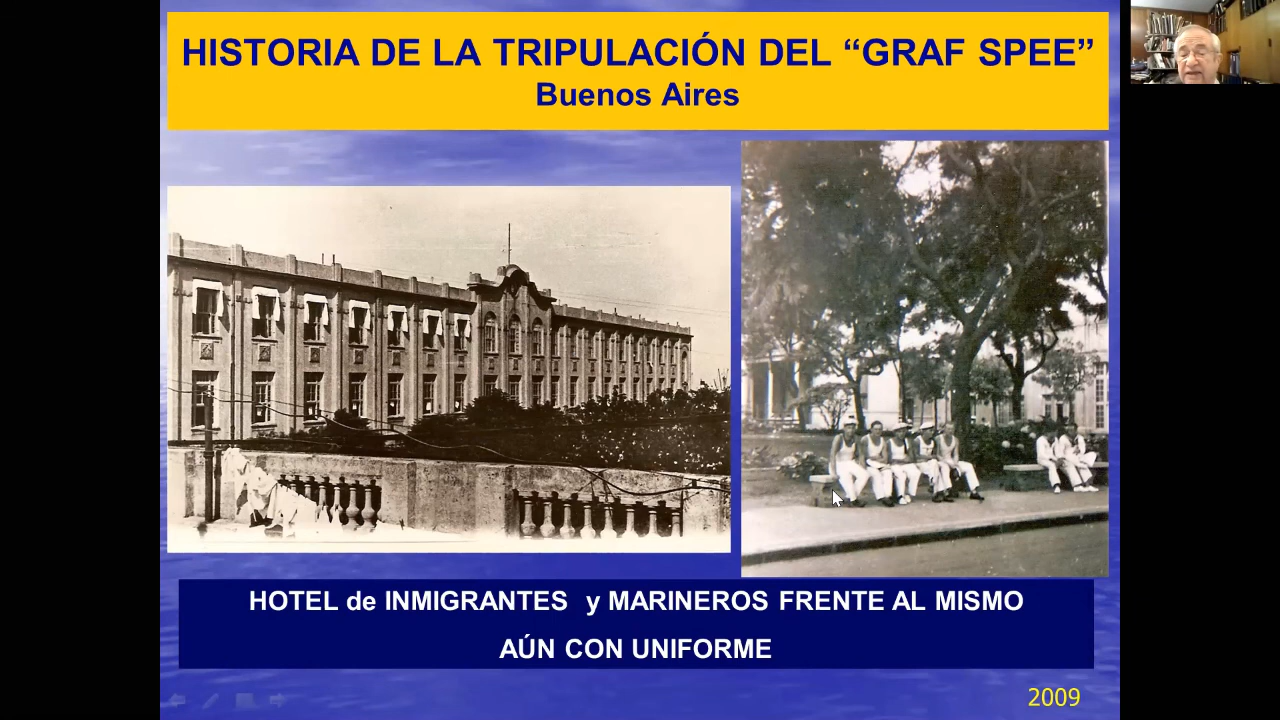 HISTORIA DE LA TRIPULACIÓN DEL “GRAF SPEE”
Buenos Aires
HOTEL de INMIGRANTES y MARINEROS FRENTE AL MISMO
AÚN CON UNIFORME
2009